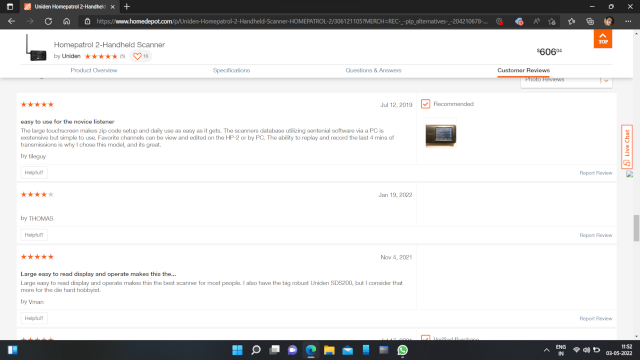 Uniden Homepatrol 2-Handheld
https://www.homedepot.com/p/Uniden-Homepatrol-2-Handheld-Scanner-HOMEPATROL-2/306121105?MERCH=REC-_-pip_alternatives-_-204210678-...
Homepatrol 2-Handheld Scanner
by Uniden (5) 16
$606 04
TOP
Product Overview Specifications Questions & Answers Customer Reviews
Photo Reviews
Jul 12, 2019 Recommended
easy to use for the novice listener
The large touchscreen makes zip code setup and daily use as easy as it gets. The scanners database utilizing sentenial software via a PC is
exstensive but simple to use. Favorite channels can be view and edited on the HP-2 or by PC. The ability to replay and record the last 4 mins of
transmissions is why I chose this model, and its great.
by tileguy
Helpful? Report Review
Live Chat
Jan 19, 2022
by THOMAS
Helpful? Report Review
Nov 4, 2021
Large easy to read display and operate makes this the...
Large easy to read display and operate makes this the best scanner for most people. I also have the big robust Uniden SDS200, but I consider that
more for the die hard hobbyist.
by Vman
Helpful? Report Review
Verified Purchase
ENG
IN
11:52
03-05-2022